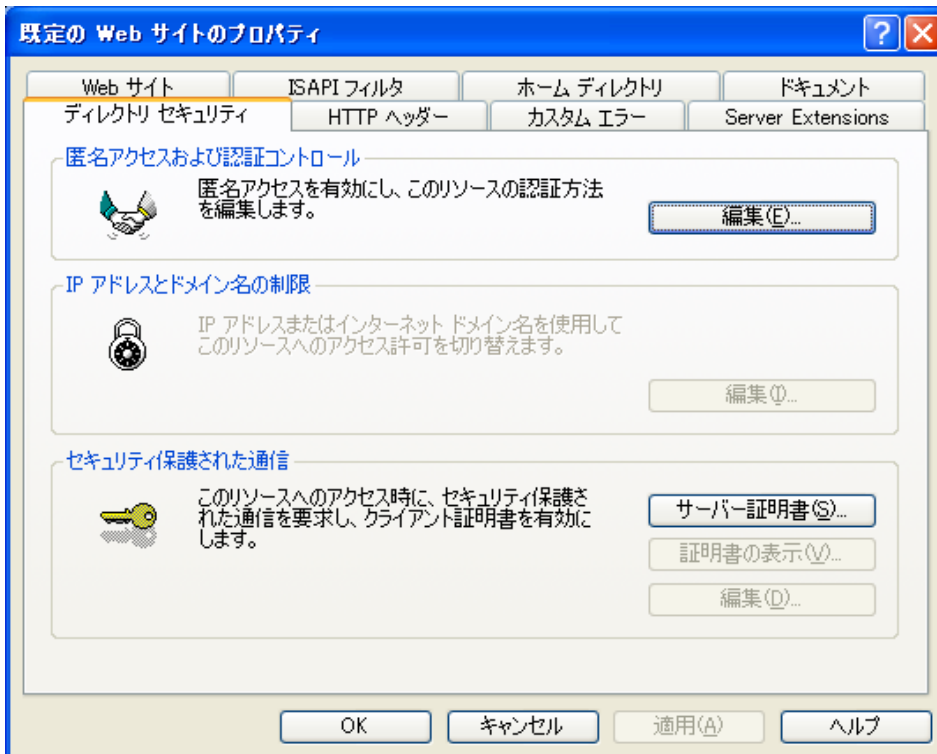 既定の Web サイトのプロパティ
Web サイト
ISAPI フィルタ
ホーム ディレクトリ
ドキュメント
ディレクトリ セキュリティ
HTTP ヘッダー
カスタム エラー
Server Extensions
匿名アクセスおよび認証コントロール
匿名アクセスを有効にし、このリソースの認証方法
を編集します。
編集(E)...
IP アドレスとドメイン名の制限
IP アドレスまたはインターネット ドメイン名を使用して
このリソースへのアクセス許可を切り替えます。
編集(I)...
セキュリティ保護された通信
このリソースへのアクセス時に、セキュリティ保護さ
れた通信を要求し、クライアント証明書を有効に
します。
サーバー証明書(S)...
証明書の表示(V)...
編集(D)...
OK
キャンセル
適用(A)
ヘルプ